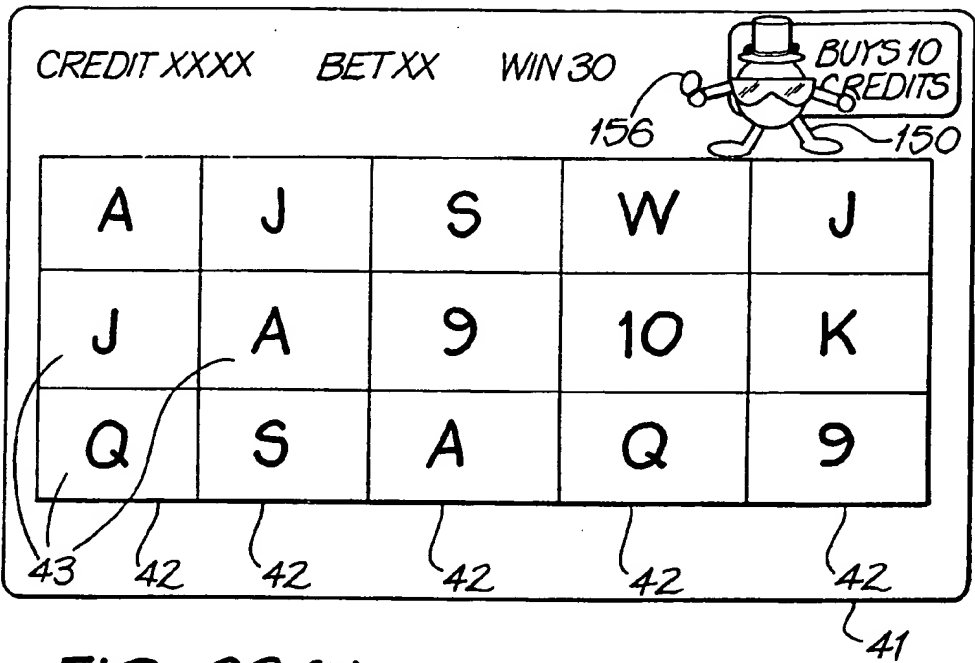 CREDIT XXXX BET XX WIN 30 BUYS 10
CREDITS
156 150
A J S W J
J A 9 10 K
Q S A Q 9
43 42 42 42 42 42
41